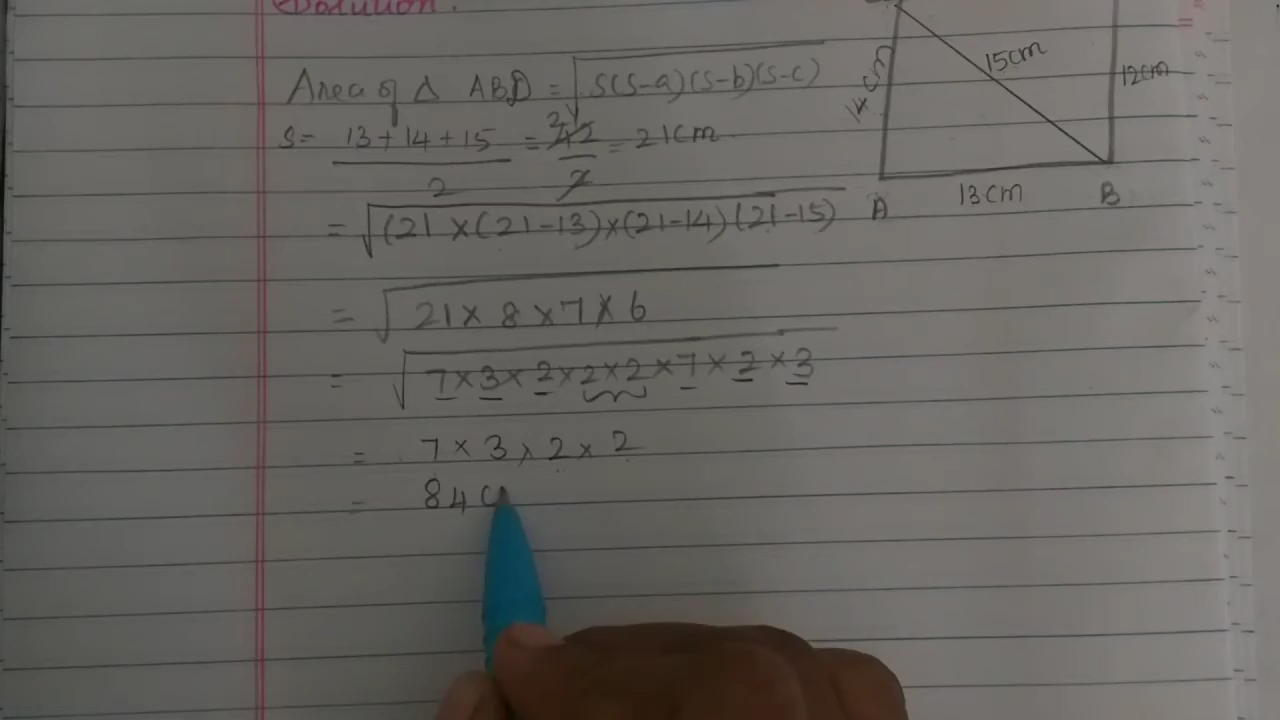 Solution.
Area of Δ ABD = √s(s-a)(s-b)(s-c)
S = 13+14+15 / 2 = 42 / 2 = 21cm
= √(21 ×(21-13)×(21-14)(21-15)
= √21 × 8 × 7 × 6
= √7×3×2×2×2×7×2×3
= 7 × 3 × 2 × 2
= 84 c
15cm
12cm
13cm
A
B